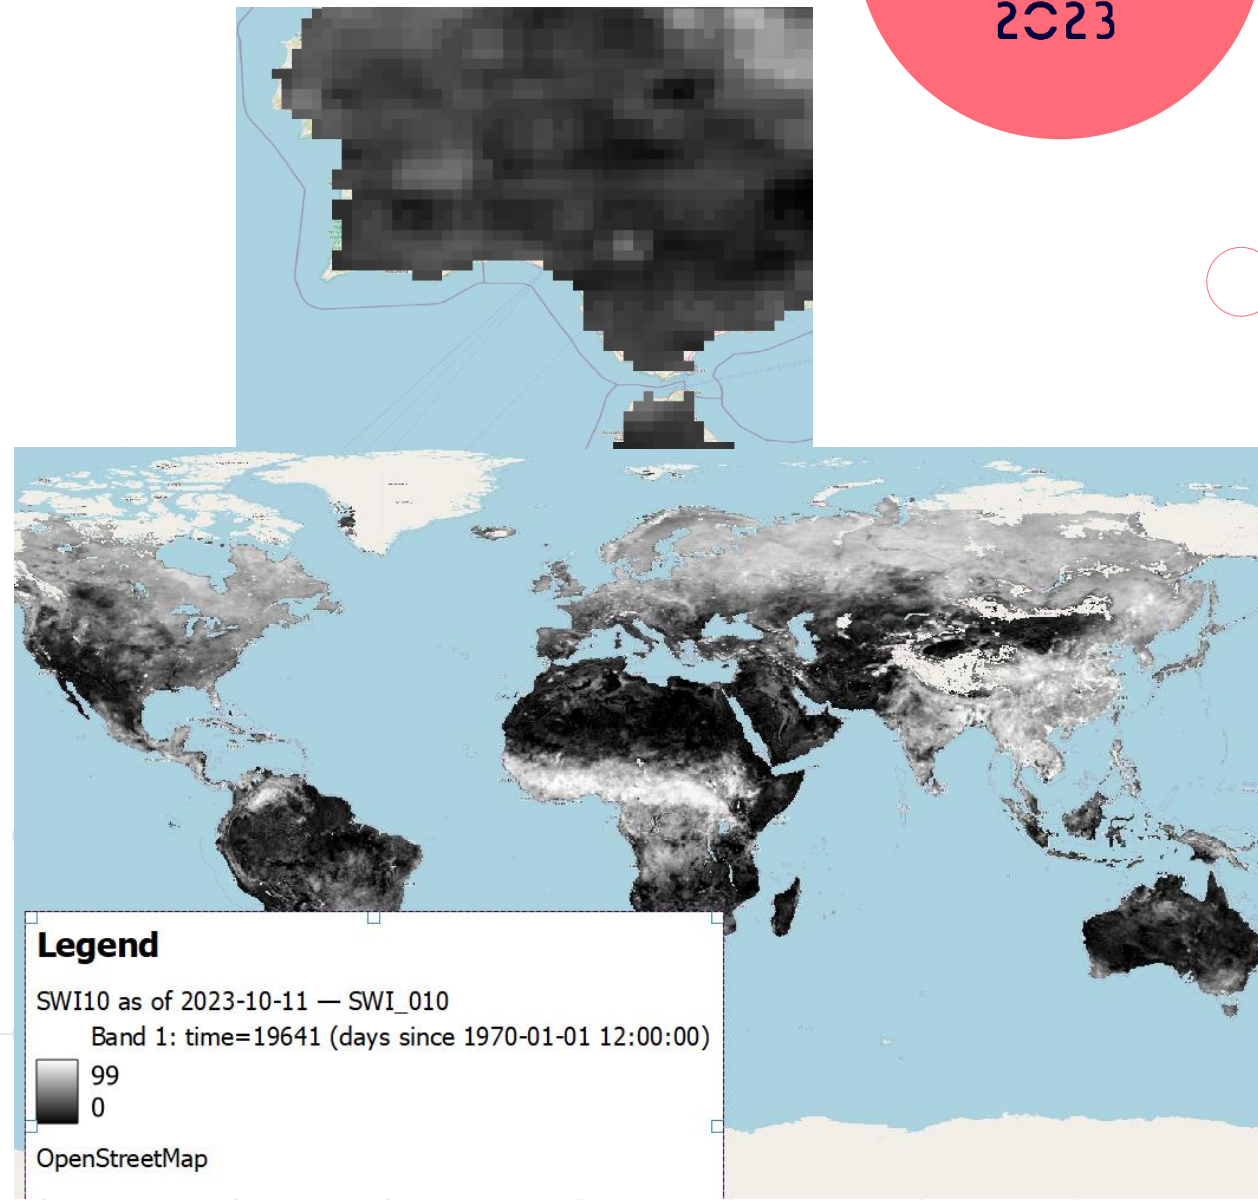 2023
Legend
SWI10 as of 2023-10-11 — SWI_010
Band 1: time=19641 (days since 1970-01-01 12:00:00)
99
0
OpenStreetMap